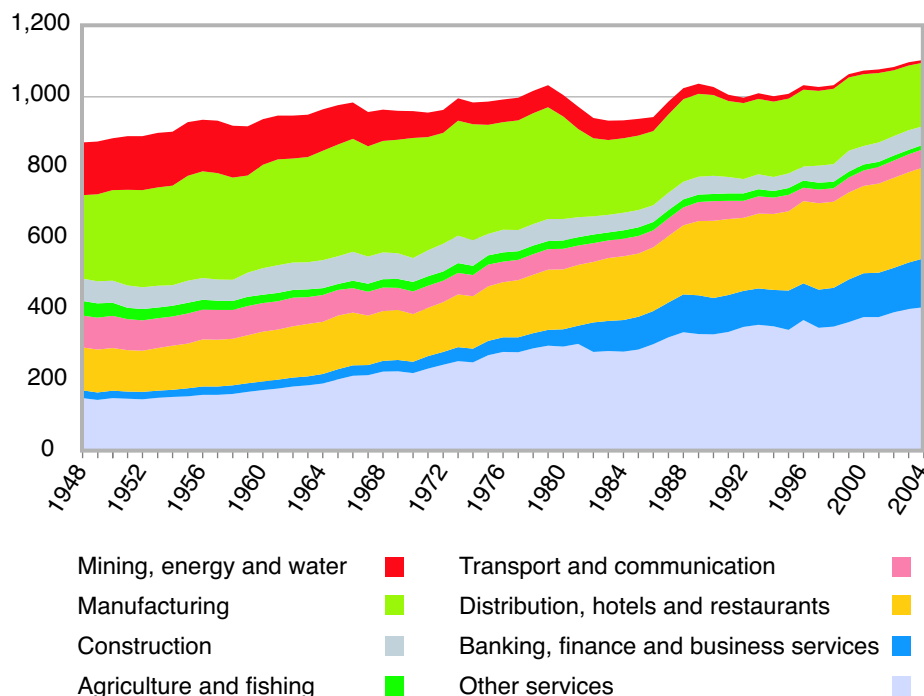 1,200
1,000
800
600
400
200
0
1948 1952 1956 1960 1964 1968 1972 1976 1980 1984 1988 1992 1996 2000 2004
Mining, energy and water
Manufacturing
Construction
Agriculture and fishing
Transport and communication
Distribution, hotels and restaurants
Banking, finance and business services
Other services